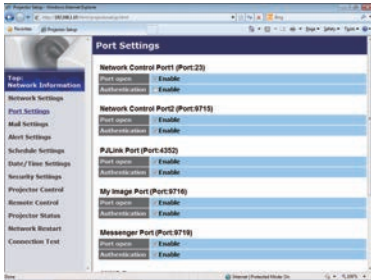 Port Settings
Top:
Network Information
Network Settings
Port Settings
Mail Settings
Alert Settings
Schedule Settings
Date/Time Settings
Security Settings
Projector Control
Remote Control
Projector Status
Network Restart
Connection Test
Network Control Port1 (Port:23)
Port open Enable
Authentication Enable
Network Control Port2 (Port:9715)
Port open Enable
Authentication Enable
PJLink Port (Port:4352)
Port open Enable
Authentication Enable
My Image Port (Port:9716)
Port open Enable
Authentication Enable
Messenger Port (Port:9719)
Port open Enable
Authentication Enable